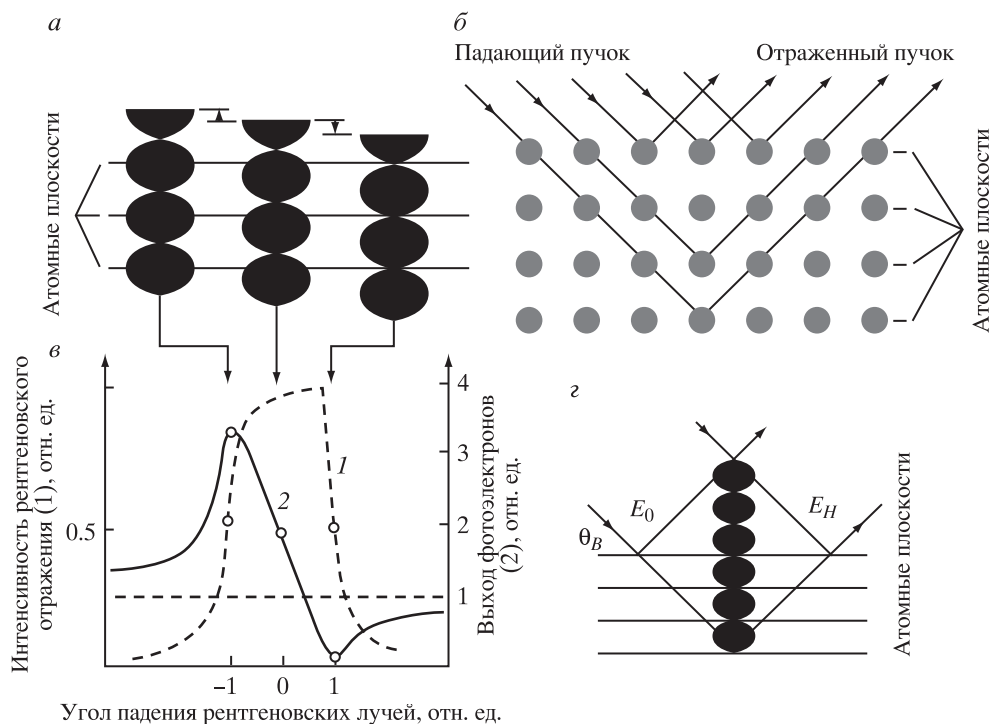 а
б
Падающий пучок
Отраженный пучок
Атомные плоскости
Атомные плоскости
в
Интенсивность рентгеновского
отражения (1), отн. ед.
0.5
1
2
4
3
2
1
Выход фотоэлектронов
(2), отн. ед.
−1
0
1
Угол падения рентгеновских лучей, отн. ед.
г
E0
EH
θB
Атомные плоскости